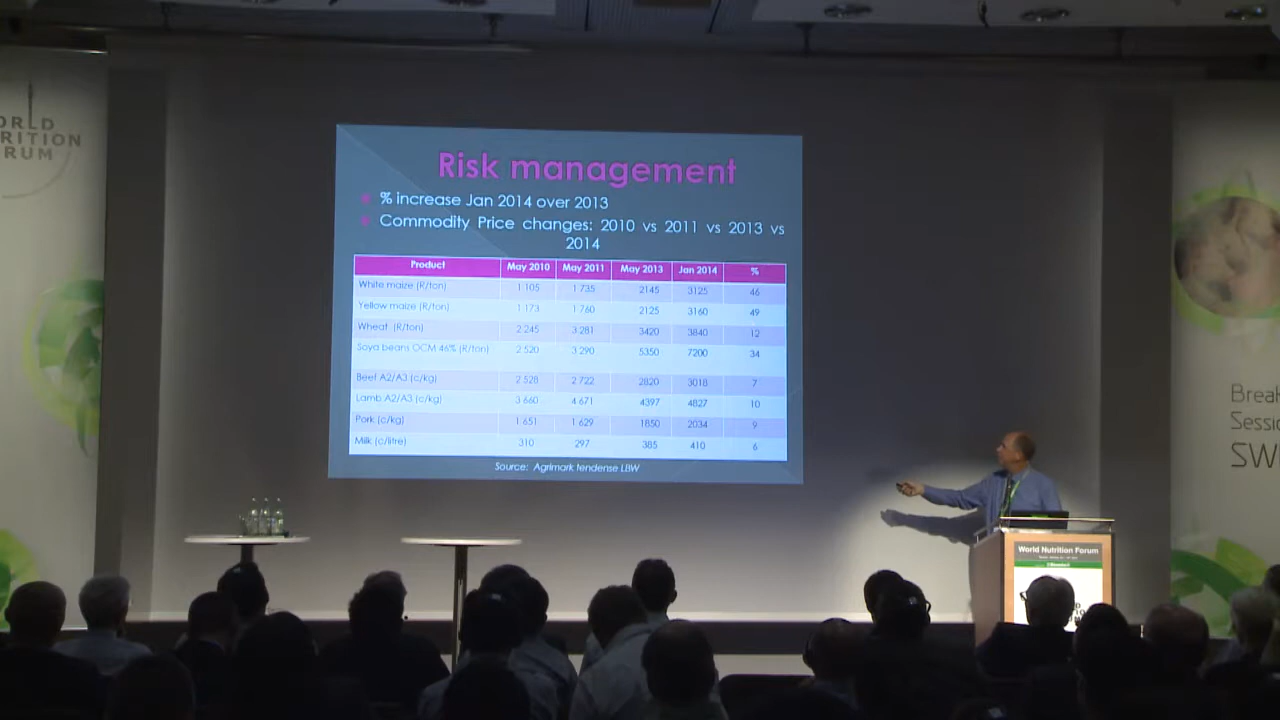 ORLD
RITION
RUM
Risk management
% increase Jan 2014 over 2013
Commodity Price changes: 2010 vs 2011 vs 2013 vs
2014
Product May 2010 May 2011 May 2013 Jan 2014 %
White maize (R/ton) 1 105 1 735 2145 3125 46
Yellow maize (R/ton) 1 173 1 760 2125 3160 49
Wheat (R/ton) 2 245 3 281 3420 3840 12
Soya beans OCM 46% (R/ton) 2 520 3 290 5350 7200 34
Beef A2/A3 (c/kg) 2 528 2 722 2820 3018 7
Lamb A2/A3 (c/kg) 3 660 4 671 4397 4827 10
Pork (c/kg) 1 651 1 629 1850 2034 9
Milk (c/litre) 310 297 385 410 6
Source: Agrimark tendense LBW
Break
Sessi
SW
World Nutrition Forum